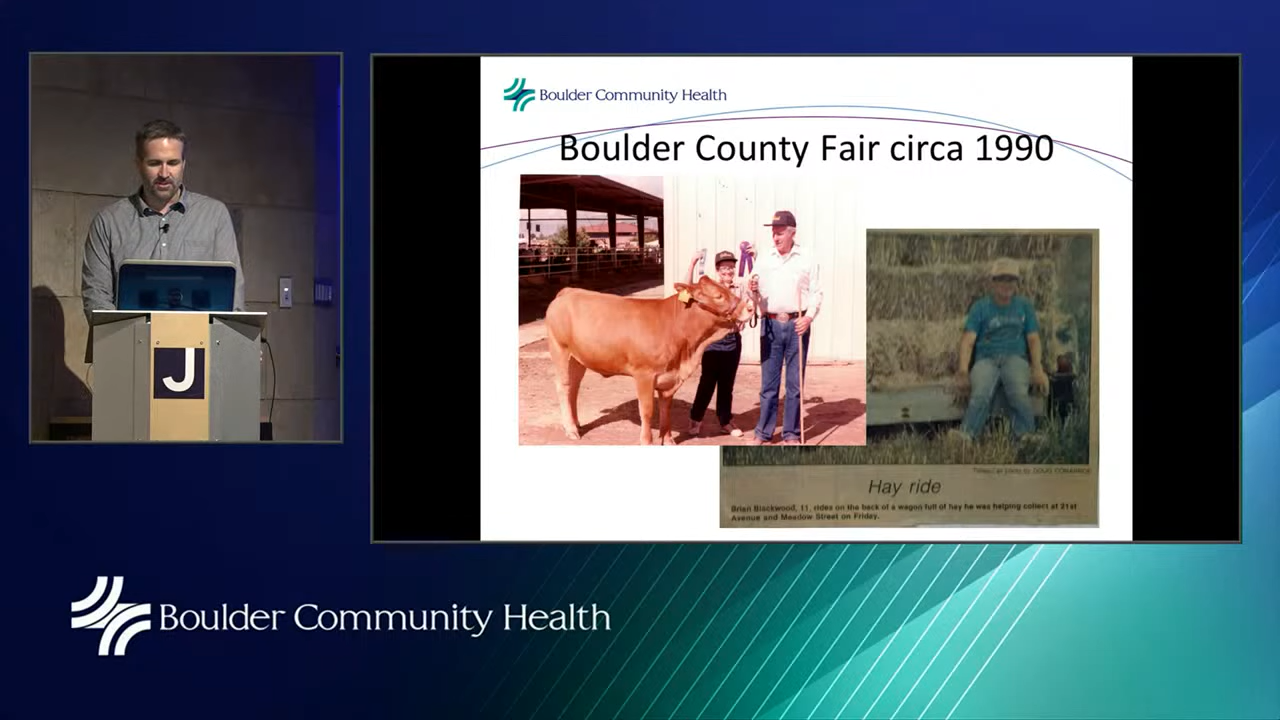 Boulder Community Health
Boulder County Fair circa 1990
J
Hay ride
Brian Blackwood, 11, rides on the back of a wagon full of hay he was helping collect at 21st
Avenue and Meadow Street on Friday.
Boulder Community Health